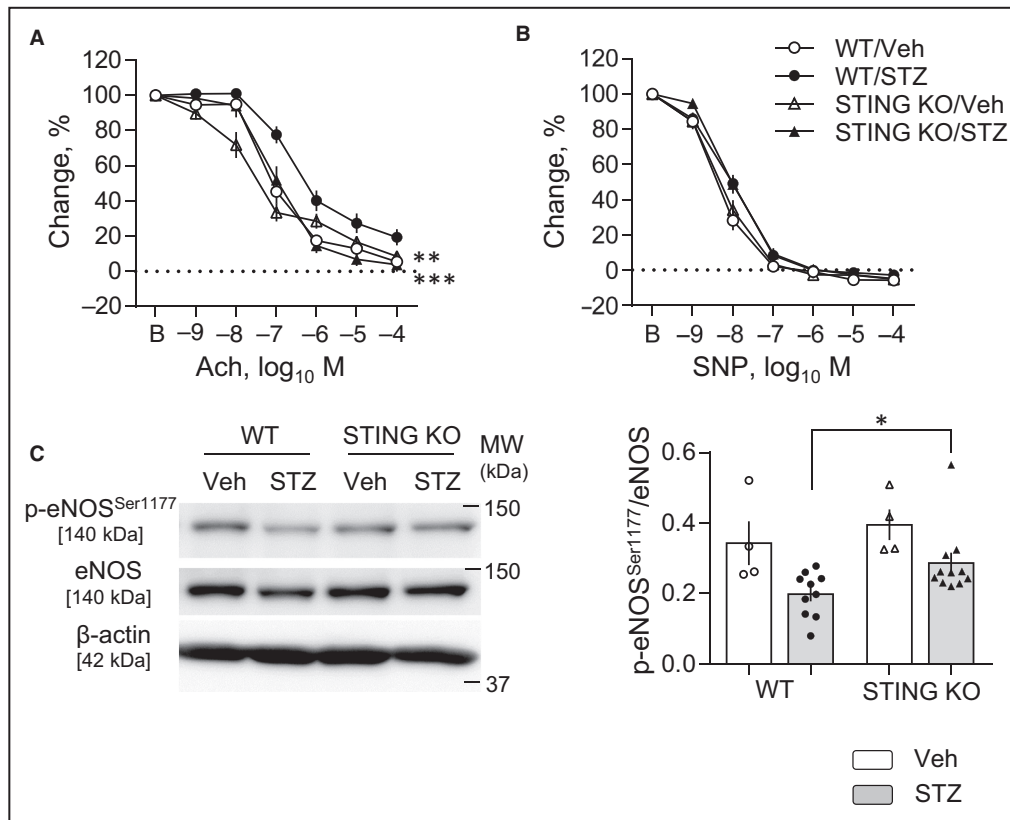 A
100
80
60
40
20
0
–20
Change, %
B –9 –8 –7 –6 –5 –4
Ach, log₁₀ M
**
***
B
100
80
60
40
20
0
–20
Change, %
B –9 –8 –7 –6 –5 –4
SNP, log₁₀ M
WT/Veh
WT/STZ
STING KO/Veh
STING KO/STZ
C
WT STING KO MW
(kDa)
Veh STZ Veh STZ
p-eNOSSer1177
[140 kDa]
150
eNOS
[140 kDa]
150
β-actin
[42 kDa]
37
p-eNOSSer1177/eNOS
0.6
0.4
0.2
0.0
*
WT STING KO
Veh
STZ